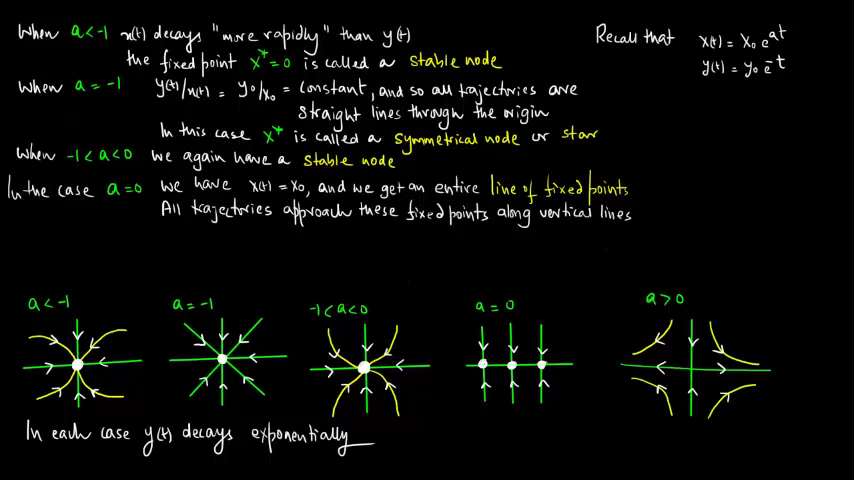 When a < -1 x(t) decays "more rapidly" than y(t)
the fixed point x* = 0 is called a stable node
When a = -1 y(t)/x(t) = y0/x0 = constant, and so all trajectories are
straight lines through the origin
In this case x* is called a symmetrical node or star
When -1 < a < 0 we again have a stable node
In the case a = 0 we have x(t) = x0, and we get an entire line of fixed points
All trajectories approach these fixed points along vertical lines
Recall that x(t) = x0 e^at
y(t) = y0 e^-t
a < -1
a = -1
-1 < a < 0
a = 0
a > 0
In each case y(t) decays exponentially